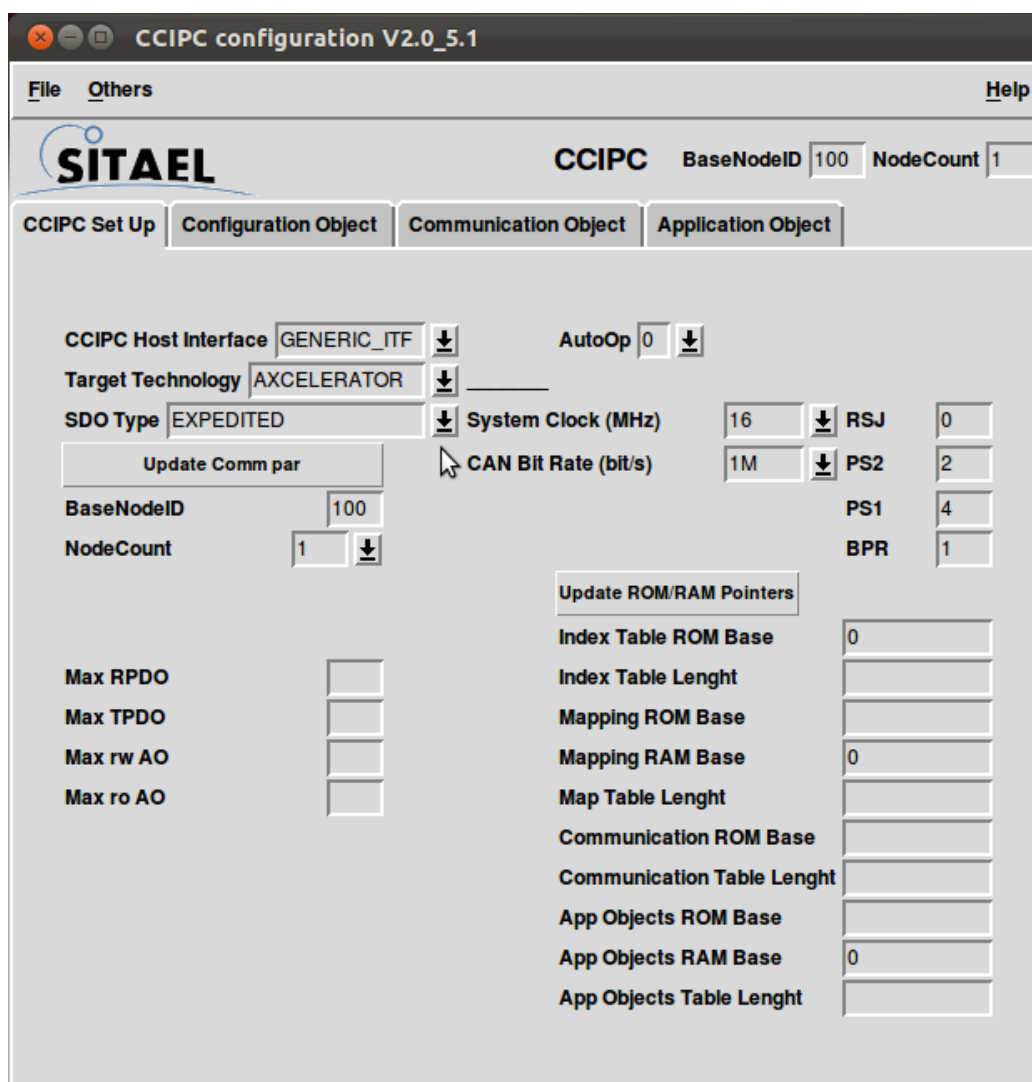 CCIPC configuration V2.0_5.1
File Others Help
SITAEL CCIPC BaseNodeID 100 NodeCount 1
CCIPC Set Up Configuration Object Communication Object Application Object
CCIPC Host Interface GENERIC_ITF AutoOp 0
Target Technology AXCELERATOR
SDO Type EXPEDITED System Clock (MHz) 16 RSJ 0
Update Comm par CAN Bit Rate (bit/s) 1M PS2 2
BaseNodeID 100 PS1 4
NodeCount 1 BPR 1
Update ROM/RAM Pointers
Index Table ROM Base 0
Max RPDO Index Table Lenght
Max TPDO Mapping ROM Base
Max rw AO Mapping RAM Base 0
Max ro AO Map Table Lenght
Communication ROM Base
Communication Table Lenght
App Objects ROM Base
App Objects RAM Base 0
App Objects Table Lenght